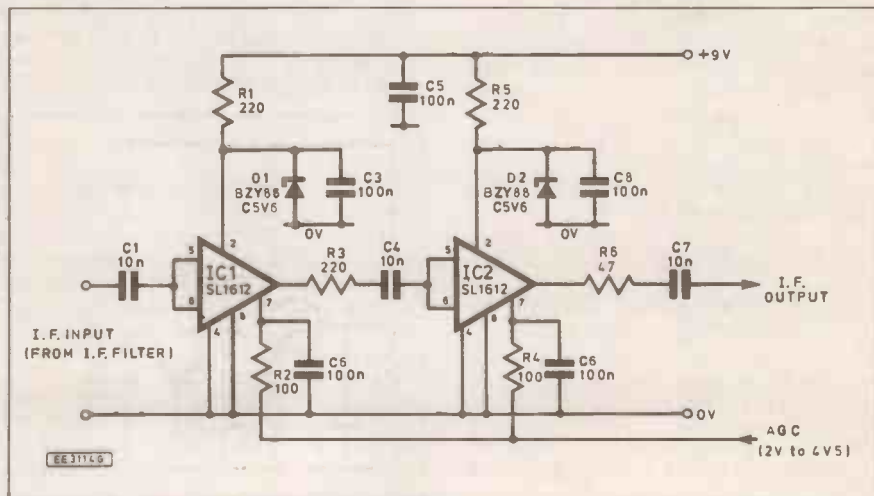 +9V
R1
220
C5
100n
R5
220
D1
BZY88
C5V6
C3
100n
0V
D2
BZY88
C5V6
C8
100n
0V
C1
10n
5
6
2
IC1
SL1612
7
4
8
R3
220
C4
10n
5
6
2
IC2
SL1612
7
4
8
R6
47
C7
10n
I.F.
OUTPUT
I.F. INPUT
(FROM I.F. FILTER)
R2
100
C6
100n
R4
100
C6
100n
0V
AGC
(2V to 4V5)
EE3114G